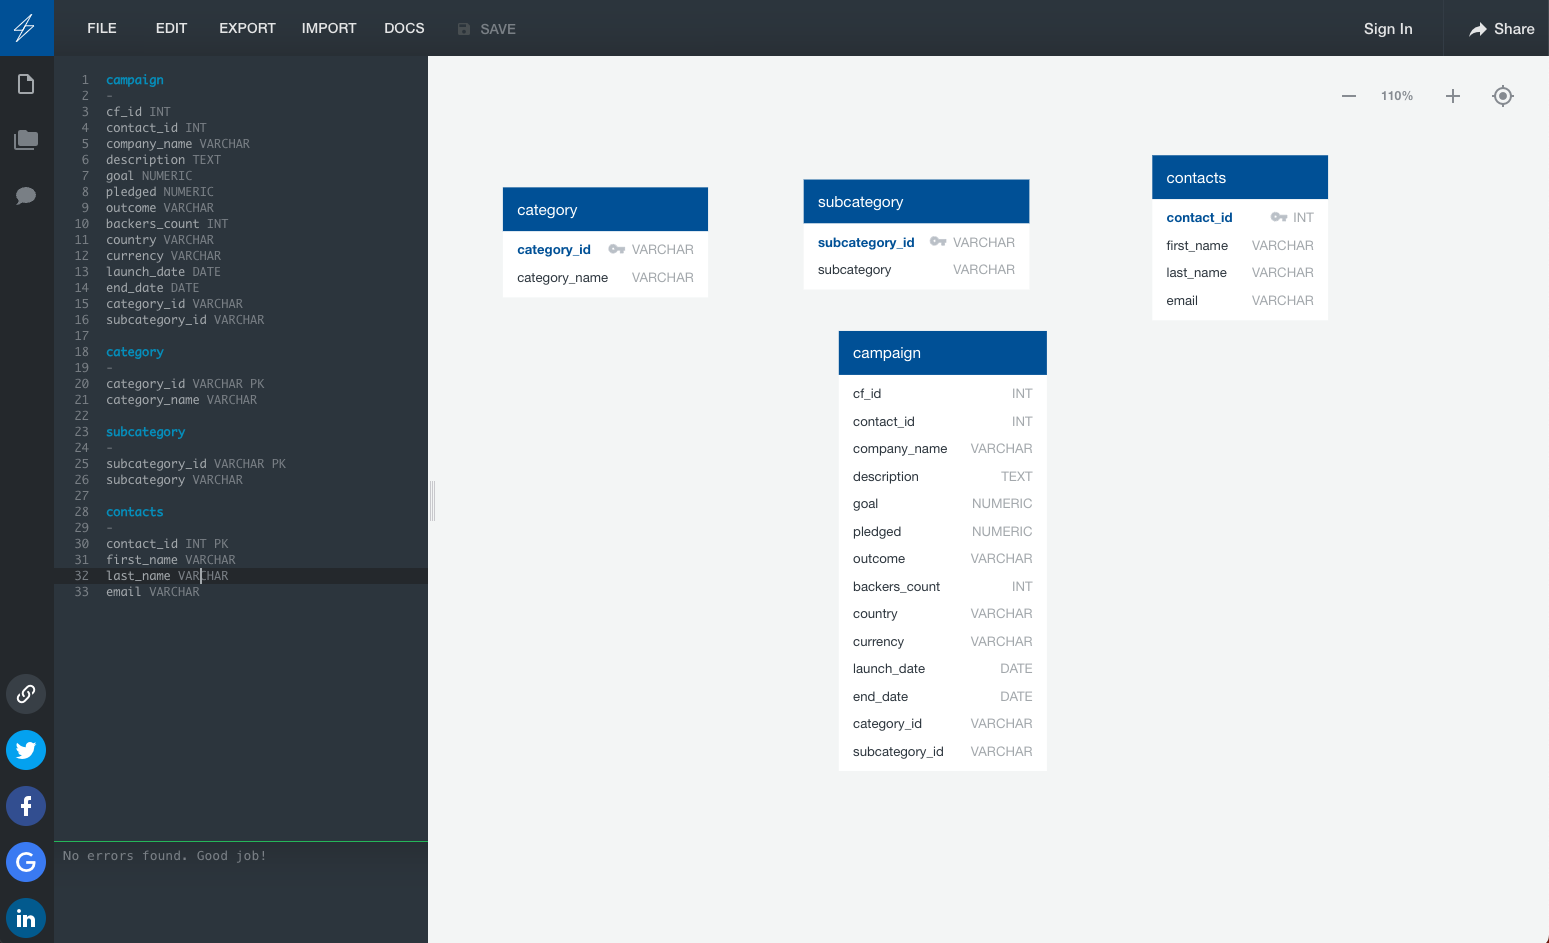 FILE EDIT EXPORT IMPORT DOCS SAVE Sign In Share
1 campaign
2 -
3 cf_id INT
4 contact_id INT
5 company_name VARCHAR
6 description TEXT
7 goal NUMERIC
8 pledged NUMERIC
9 outcome VARCHAR
10 backers_count INT
11 country VARCHAR
12 currency VARCHAR
13 launch_date DATE
14 end_date DATE
15 category_id VARCHAR
16 subcategory_id VARCHAR
17
18 category
19 -
20 category_id VARCHAR PK
21 category_name VARCHAR
22
23 subcategory
24 -
25 subcategory_id VARCHAR PK
26 subcategory VARCHAR
27
28 contacts
29 -
30 contact_id INT PK
31 first_name VARCHAR
32 last_name VARCHAR
33 email VARCHAR
No errors found. Good job!
110%
category
category_id VARCHAR
category_name VARCHAR
subcategory
subcategory_id VARCHAR
subcategory VARCHAR
contacts
contact_id INT
first_name VARCHAR
last_name VARCHAR
email VARCHAR
campaign
cf_id INT
contact_id INT
company_name VARCHAR
description TEXT
goal NUMERIC
pledged NUMERIC
outcome VARCHAR
backers_count INT
country VARCHAR
currency VARCHAR
launch_date DATE
end_date DATE
category_id VARCHAR
subcategory_id VARCHAR
f
G
in